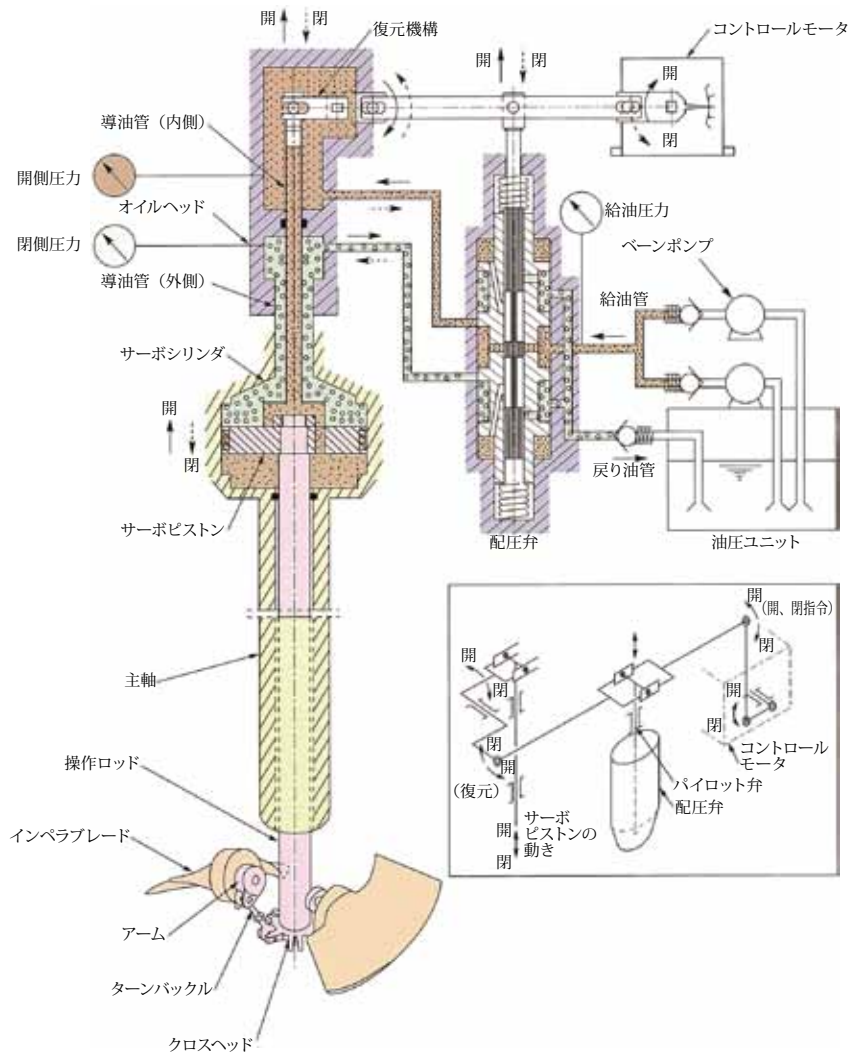 開 閉
復元機構
開 閉
コントロールモータ
開
閉
導油管（内側）
開側圧力
オイルヘッド
閉側圧力
導油管（外側）
給油圧力
ベーンポンプ
給油管
サーボシリンダ
開
閉
戻り油管
サーボピストン
配圧弁
油圧ユニット
主軸
操作ロッド
インペラブレード
アーム
ターンバックル
クロスヘッド
開
（開、閉指令）
閉
開
閉
開
閉
閉
開
（復元）
コントロール
モータ
パイロット弁
配圧弁
サーボ
ピストンの
動き
開
閉